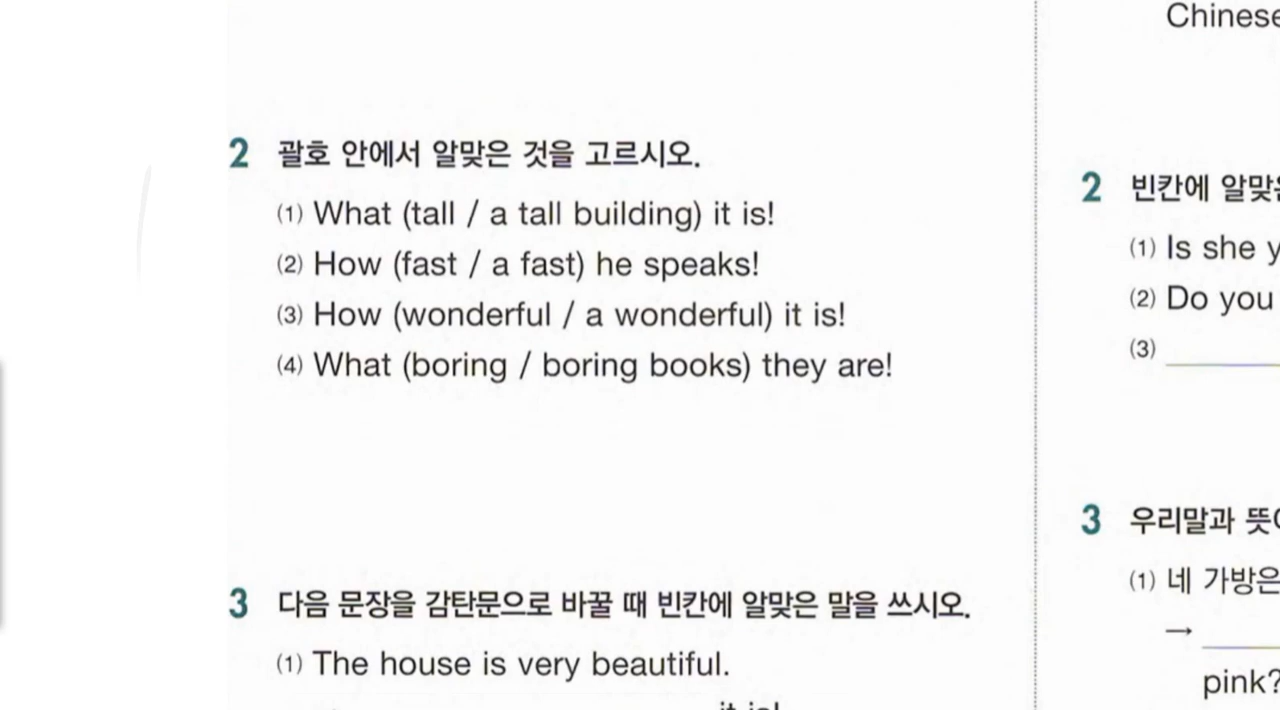 2 괄호 안에서 알맞은 것을 고르시오.
(1) What (tall / a tall building) it is!
(2) How (fast / a fast) he speaks!
(3) How (wonderful / a wonderful) it is!
(4) What (boring / boring books) they are!
3 다음 문장을 감탄문으로 바꿀 때 빈칸에 알맞은 말을 쓰시오.
(1) The house is very beautiful.
it is!
Chinese
2 빈칸에
(1) Is she
(2) Do you
(3)
3 우리말과
(1) 네 가방은
→
pink?